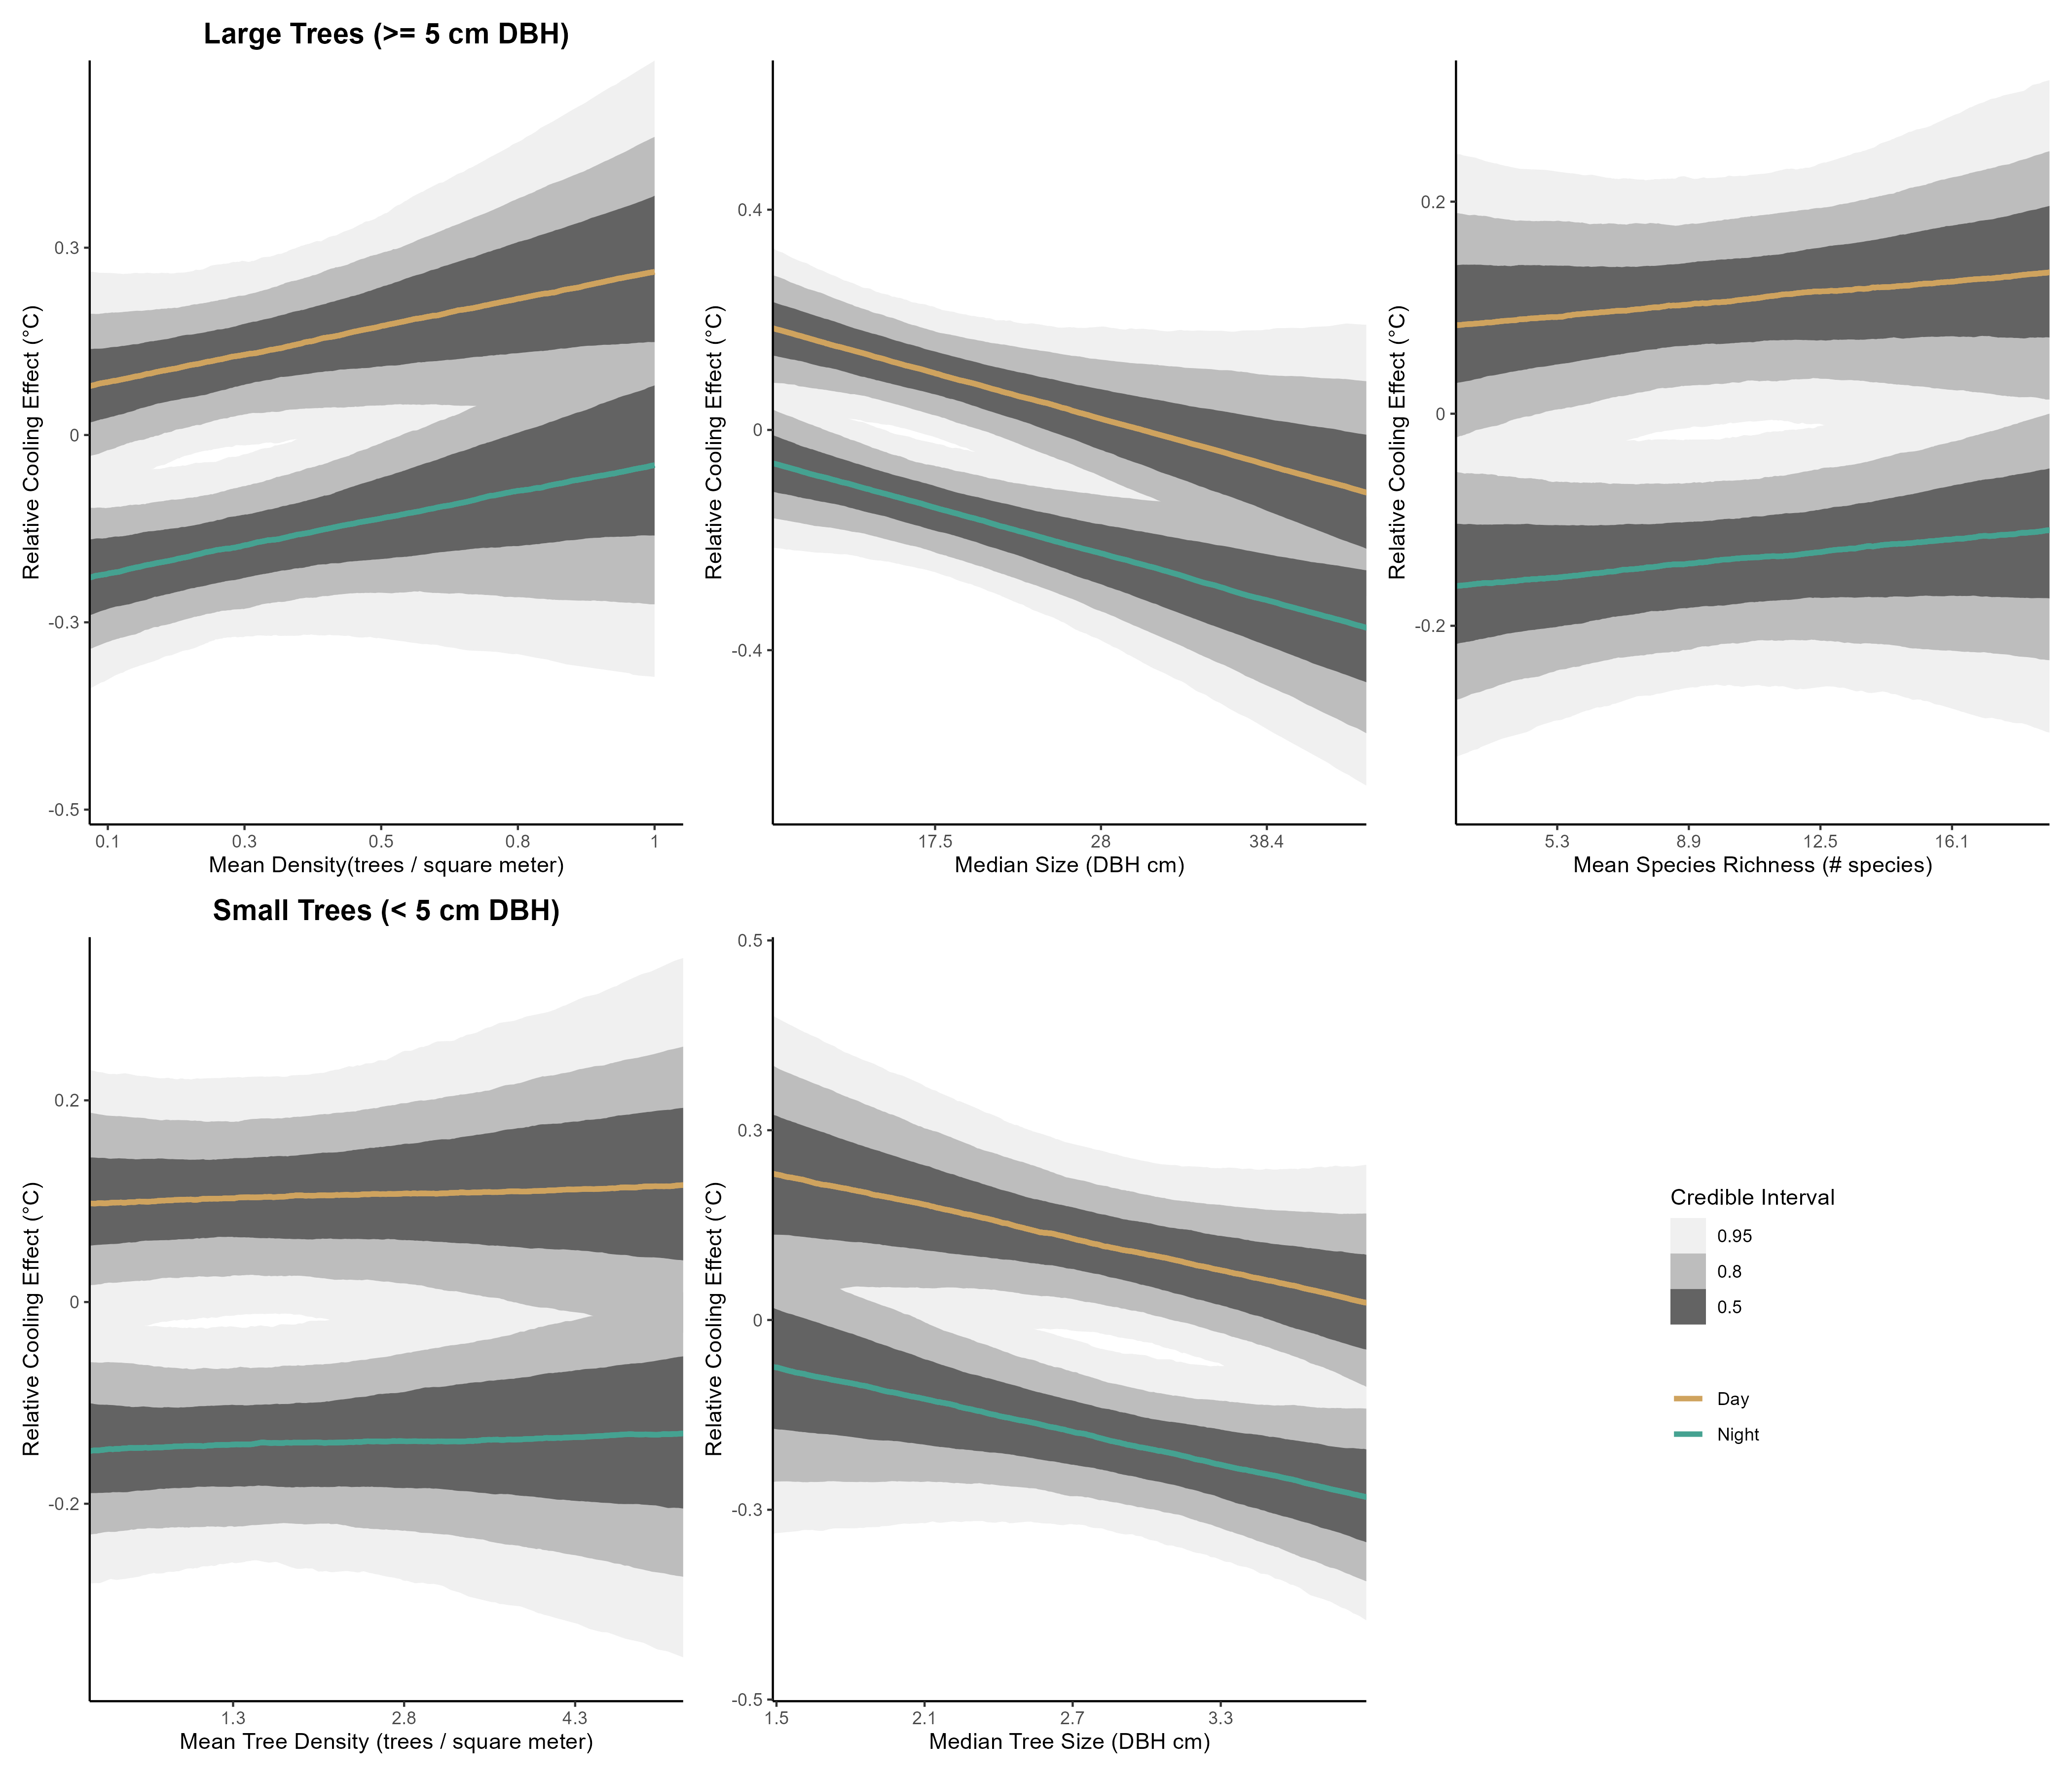 Large Trees (>= 5 cm DBH)
Relative Cooling Effect (°C)
0.3
0
-0.3
-0.5
0.1 0.3 0.5 0.8 1
Mean Density(trees / square meter)
Relative Cooling Effect (°C)
0.4
0
-0.4
17.5 28 38.4
Median Size (DBH cm)
Relative Cooling Effect (°C)
0.2
0
-0.2
5.3 8.9 12.5 16.1
Mean Species Richness (# species)
Small Trees (< 5 cm DBH)
Relative Cooling Effect (°C)
0.2
0
-0.2
1.3 2.8 4.3
Mean Tree Density (trees / square meter)
Relative Cooling Effect (°C)
0.5
0.3
0
-0.3
-0.5
1.5 2.1 2.7 3.3
Median Tree Size (DBH cm)
Credible Interval
0.95
0.8
0.5
Day
Night